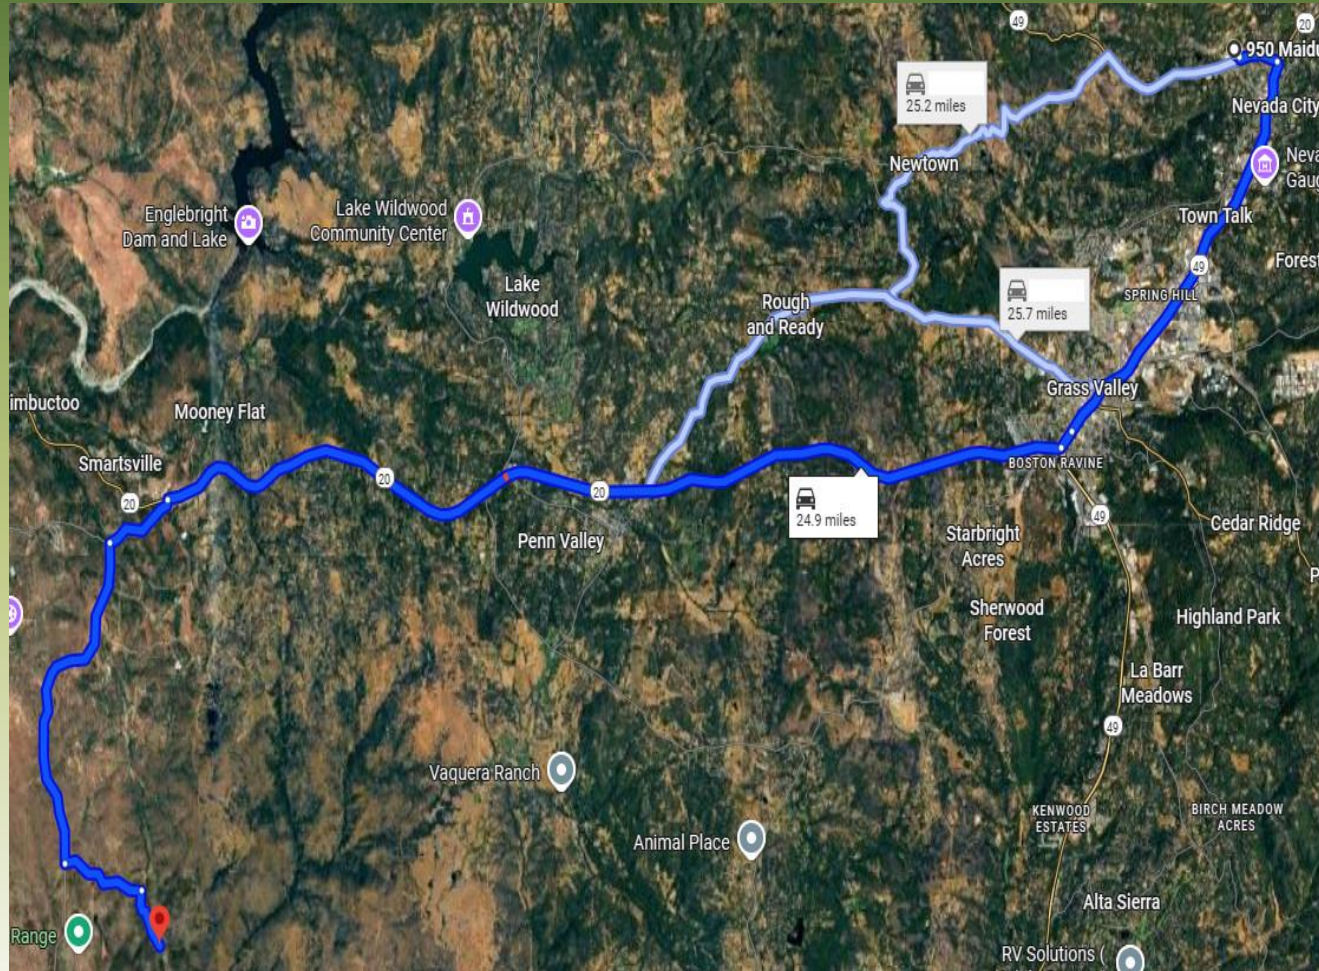 49
20
950 Maidu
25.2 miles
Nevada City
Newtown
Neva
Gaug
Englebright
Dam and Lake
Lake Wildwood
Community Center
Town Talk
49
Forest
Lake
Wildwood
Rough
and Ready
25.7 miles
SPRING HILL
Grass Valley
imbuctoo
Mooney Flat
Smartsville
20
20
20
BOSTON RAVINE
24.9 miles
49
Cedar Ridge
Penn Valley
Starbright
Acres
P
Sherwood
Forest
Highland Park
La Barr
Meadows
49
Vaquera Ranch
KENWOOD
ESTATES
BIRCH MEADOW
ACRES
Animal Place
Alta Sierra
Range
RV Solutions (